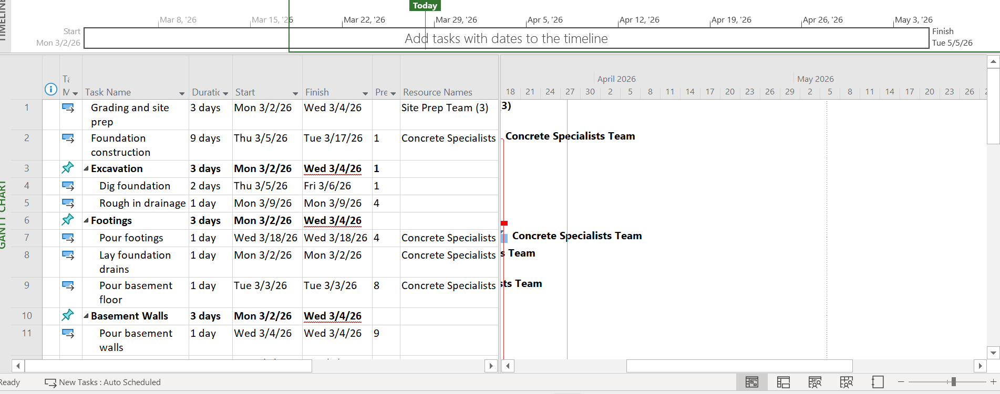 TIMELINE
Today
Mar 8, '26 Mar 15, '26 Mar 22, '26 Mar 29, '26 Apr 5, '26 Apr 12, '26 Apr 19, '26 Apr 26, '26 May 3, '26
Start
Mon 3/2/26
Add tasks with dates to the timeline
Finish
Tue 5/5/26
GANTT CHART
April 2026 May 2026
M Task Name Start Finish Pre Resource Names
18 21 24 27 30 2 5 8 11 14 17 20 23 26 29 2 5 8 11 14 17 20 23 26
1 Grading and site 3 days Mon 3/2/26 Wed 3/4/26 Site Prep Team (3) 3)
prep
2 Foundation 9 days Thu 3/5/26 Tue 3/17/26 1 Concrete Specialists Concrete Specialists Team
construction
3 Excavation 3 days Mon 3/2/26 Wed 3/4/26 1
4 Dig foundation 2 days Thu 3/5/26 Fri 3/6/26 1
5 Rough in drainage 1 day Mon 3/9/26 Mon 3/9/26 4
6 Footings 3 days Mon 3/2/26 Wed 3/4/26
7 Pour footings 1 day Wed 3/18/26 Wed 3/18/26 4 Concrete Specialists Concrete Specialists Team
8 Lay foundation 1 day Mon 3/2/26 Mon 3/2/26 Concrete Specialists s Team
drains
9 Pour basement 1 day Tue 3/3/26 Tue 3/3/26 8 Concrete Specialists sts Team
floor
10 Basement Walls 3 days Mon 3/2/26 Wed 3/4/26
11 Pour basement 1 day Wed 3/4/26 Wed 3/4/26 9
walls
Ready New Tasks : Auto Scheduled